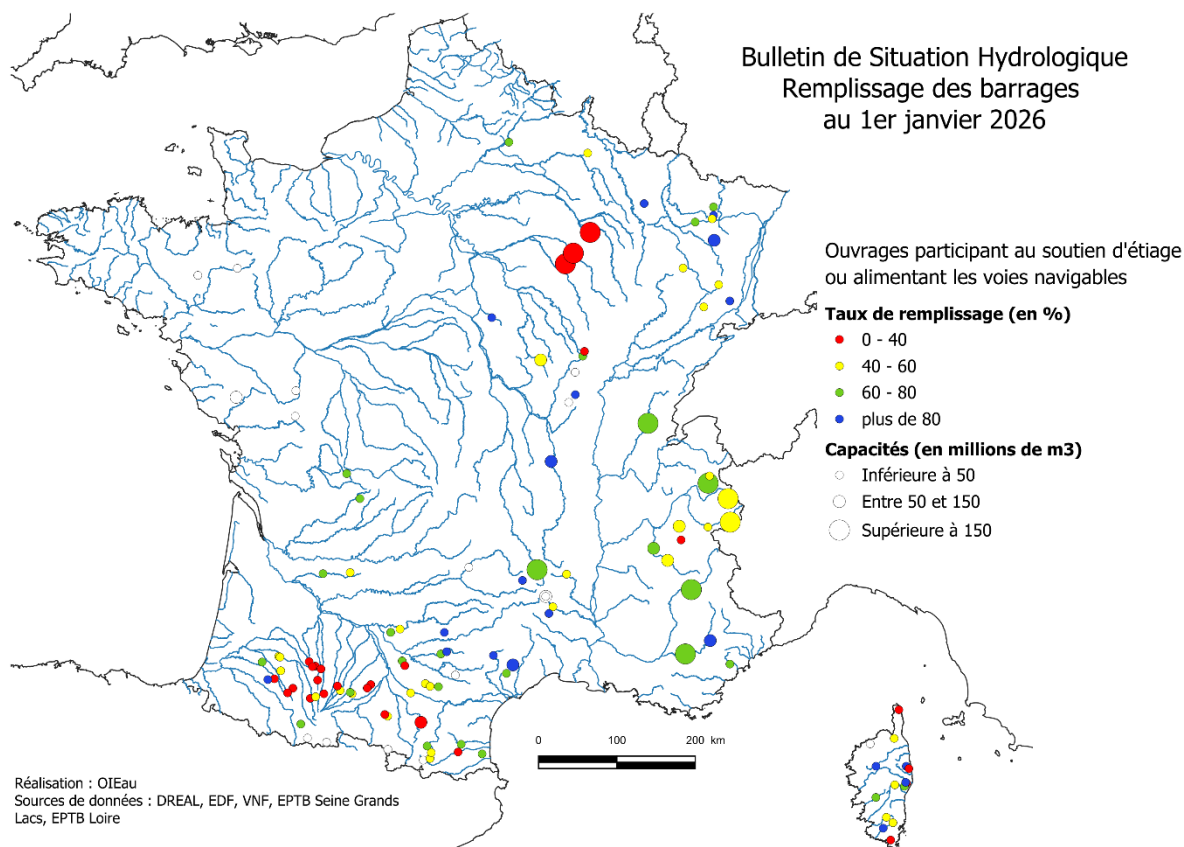 Bulletin de Situation Hydrologique
Remplissage des barrages
au 1er janvier 2026
Ouvrages participant au soutien d'étiage
ou alimentant les voies navigables
Taux de remplissage (en %)
0 - 40
40 - 60
60 - 80
plus de 80
Capacités (en millions de m3)
Inférieure à 50
Entre 50 et 150
Supérieure à 150
0 100 200 km
Réalisation : OIEau
Sources de données : DREAL, EDF, VNF, EPTB Seine Grands
Lacs, EPTB Loire